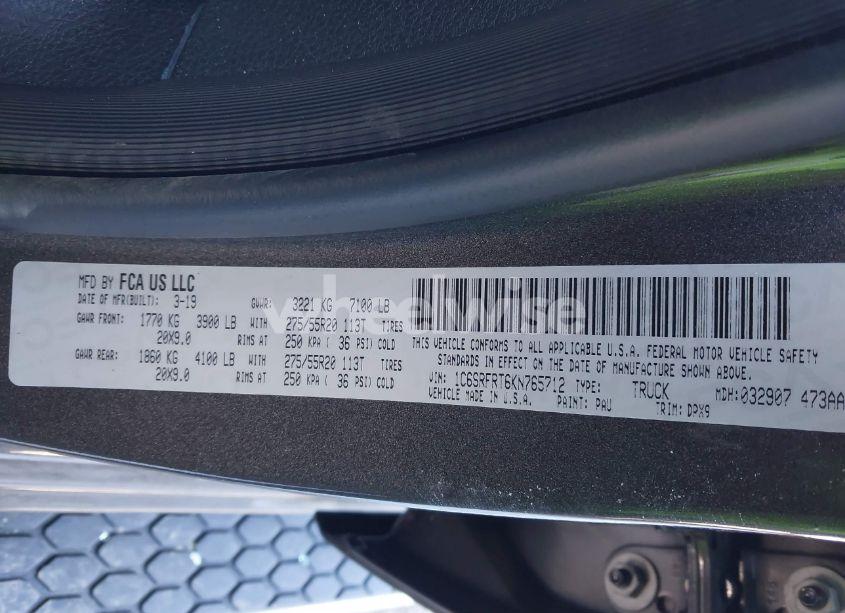 MFD BY FCA US LLC
DATE OF MFR(BUILT): 3-19 GVWR: 3221 KG 7100 LB
GAWR FRONT: 1770 KG 3900 LB WITH 275/55R20 113T TIRES
20X9.0 RIMS AT 250 KPA ( 36 PSI) COLD
GAWR REAR: 1860 KG 4100 LB WITH 275/55R20 113T TIRES
20X9.0 RIMS AT 250 KPA ( 36 PSI) COLD
THIS VEHICLE CONFORMS TO ALL APPLICABLE U.S.A. FEDERAL MOTOR VEHICLE SAFETY
STANDARDS IN EFFECT ON THE DATE OF MANUFACTURE SHOWN ABOVE.
VIN: 1C6SRFRT6KN765712 TYPE: TRUCK MDH:032907 473AA
VEHICLE MADE IN U.S.A. PAINT: PAU TRIM: DPX9
wheelwise